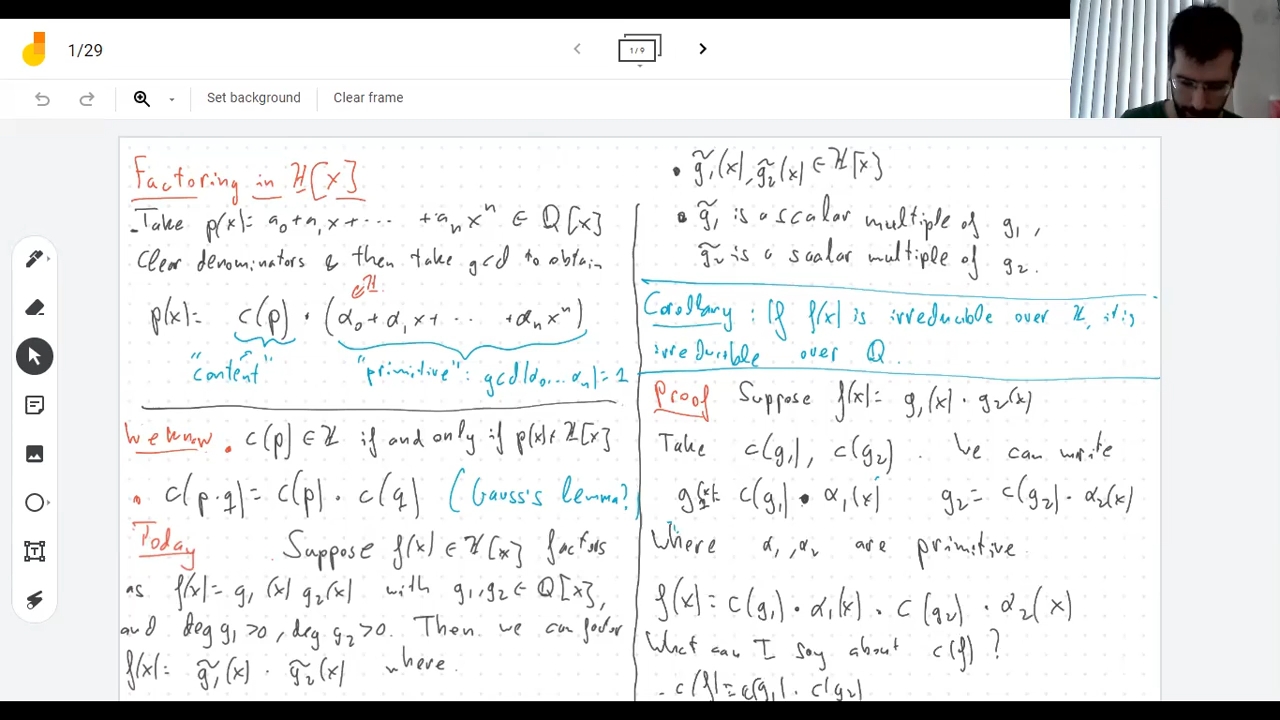 1/29
1/9
Set background
Clear frame
Factoring in ℤ[x]
Take p(x) = a₀+a₁x+ ⋯ +aₙxⁿ ∈ ℚ[x]
Clear denominators & then take gcd to obtain
∈ℤ
p(x) = c(p) · (α₀+α₁x+ ⋯ +αₙxⁿ)
"content" "primitive": gcd(α₀...αₙ)=1
We know • c(p) ∈ ℤ if and only if p(x) ∈ ℤ[x]
• c(p·q) = c(p) · c(q) (Gauss's lemma?)
Today Suppose f(x) ∈ ℤ[x] factors
as f(x) = g₁(x) g₂(x) with g₁, g₂ ∈ ℚ[x],
and deg g₁ >0, deg g₂ >0. Then we can factor
f(x) = g̃₁(x) · g̃₂(x) where
• g̃₁(x), g̃₂(x) ∈ ℤ[x]
• g̃₁ is a scalar multiple of g₁,
g̃₂ is a scalar multiple of g₂.
Corollary: If f(x) is irreducible over ℤ, it is
irreducible over ℚ.
Proof Suppose f(x) = g₁(x) · g₂(x)
Take c(g₁), c(g₂). We can write
g₁(x) = c(g₁) • α₁(x) g₂ = c(g₂) · α₂(x)
Where α₁, α₂ are primitive.
f(x) = c(g₁) · α₁(x) · c(g₂) · α₂(x)
What can I say about c(f)?
- c(f) = c(g₁) · c(g₂)